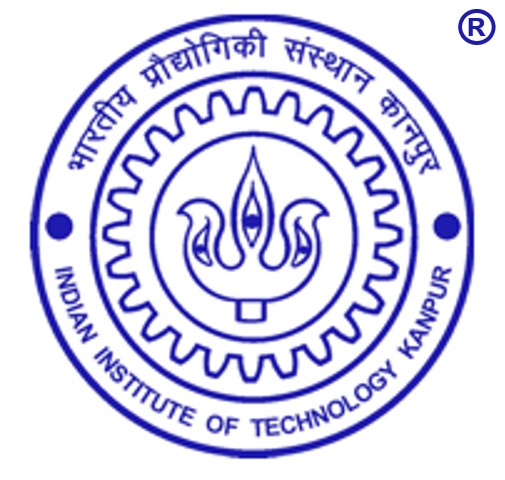 ®
भारतीय प्रौद्योगिकी संस्थान कानपुर
INDIAN INSTITUTE OF TECHNOLOGY KANPUR